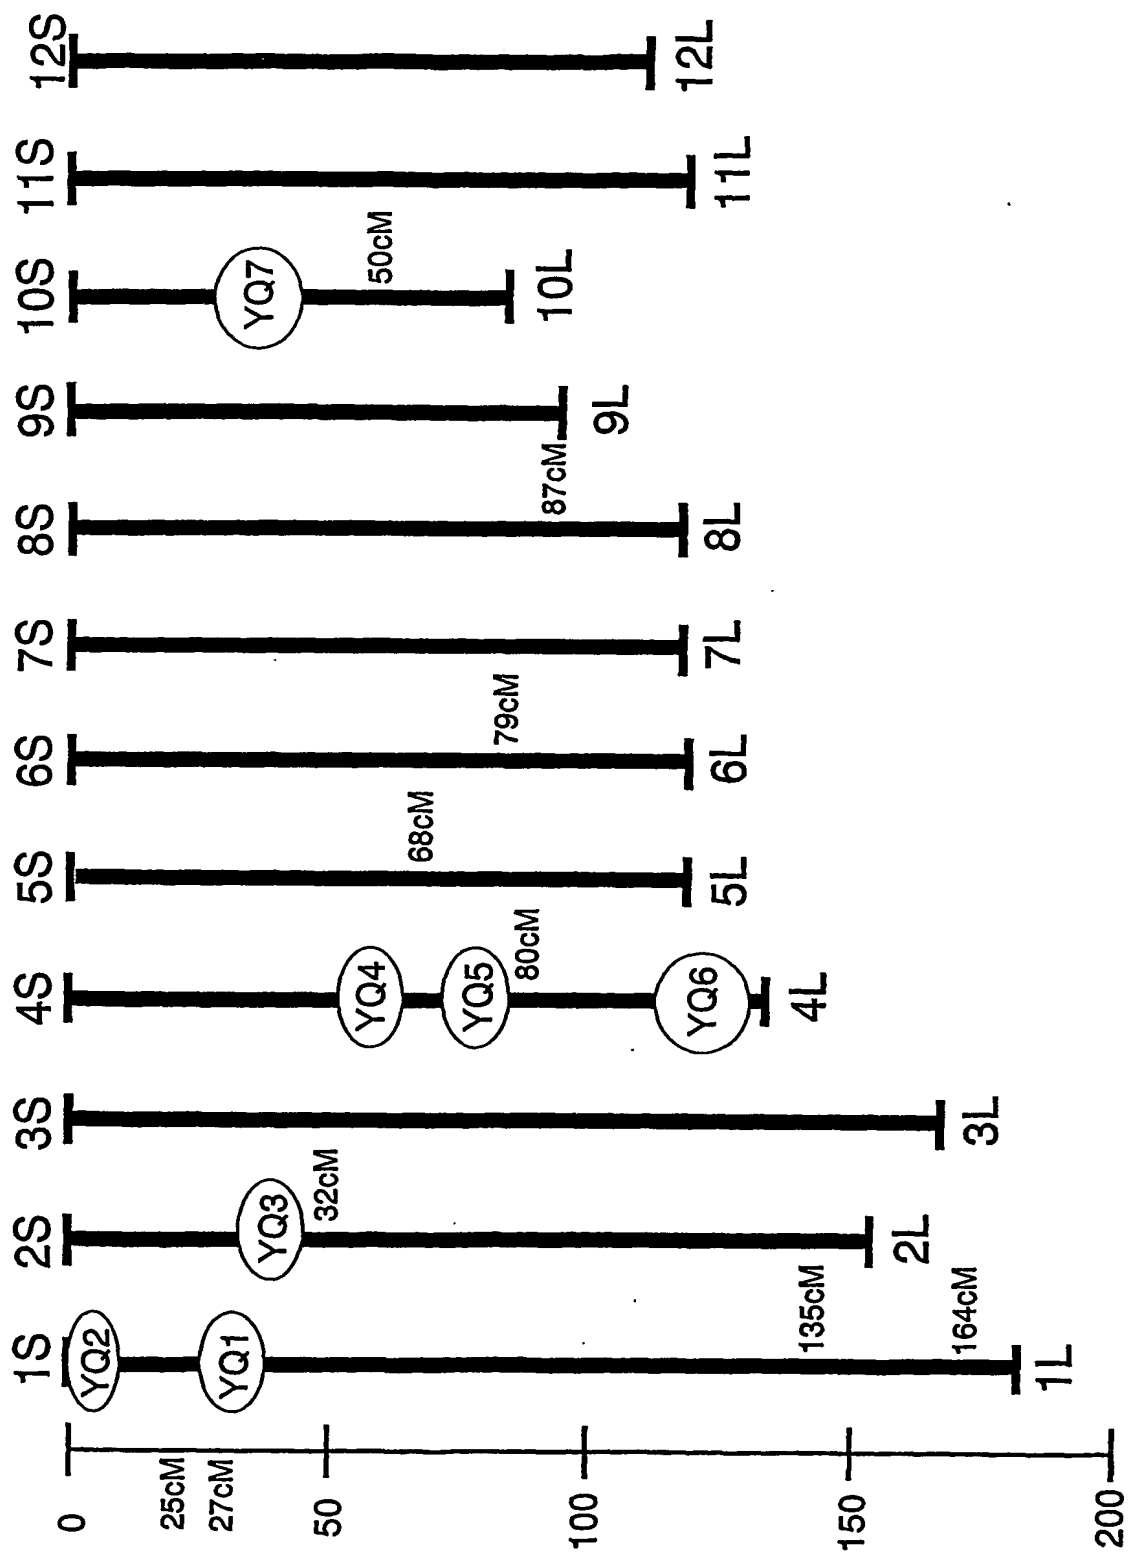 1S 2S 3S 4S 5S 6S 7S 8S 9S 10S 11S 12S
0
50
100
150
200
25cM
27cM
YQ2
YQ1
135cM
164cM
YQ3
32cM
YQ4
YQ5
80cM
YQ6
68cM
79cM
87cM
YQ7
50cM
1L 2L 3L 4L 5L 6L 7L 8L 9L 10L 11L 12L